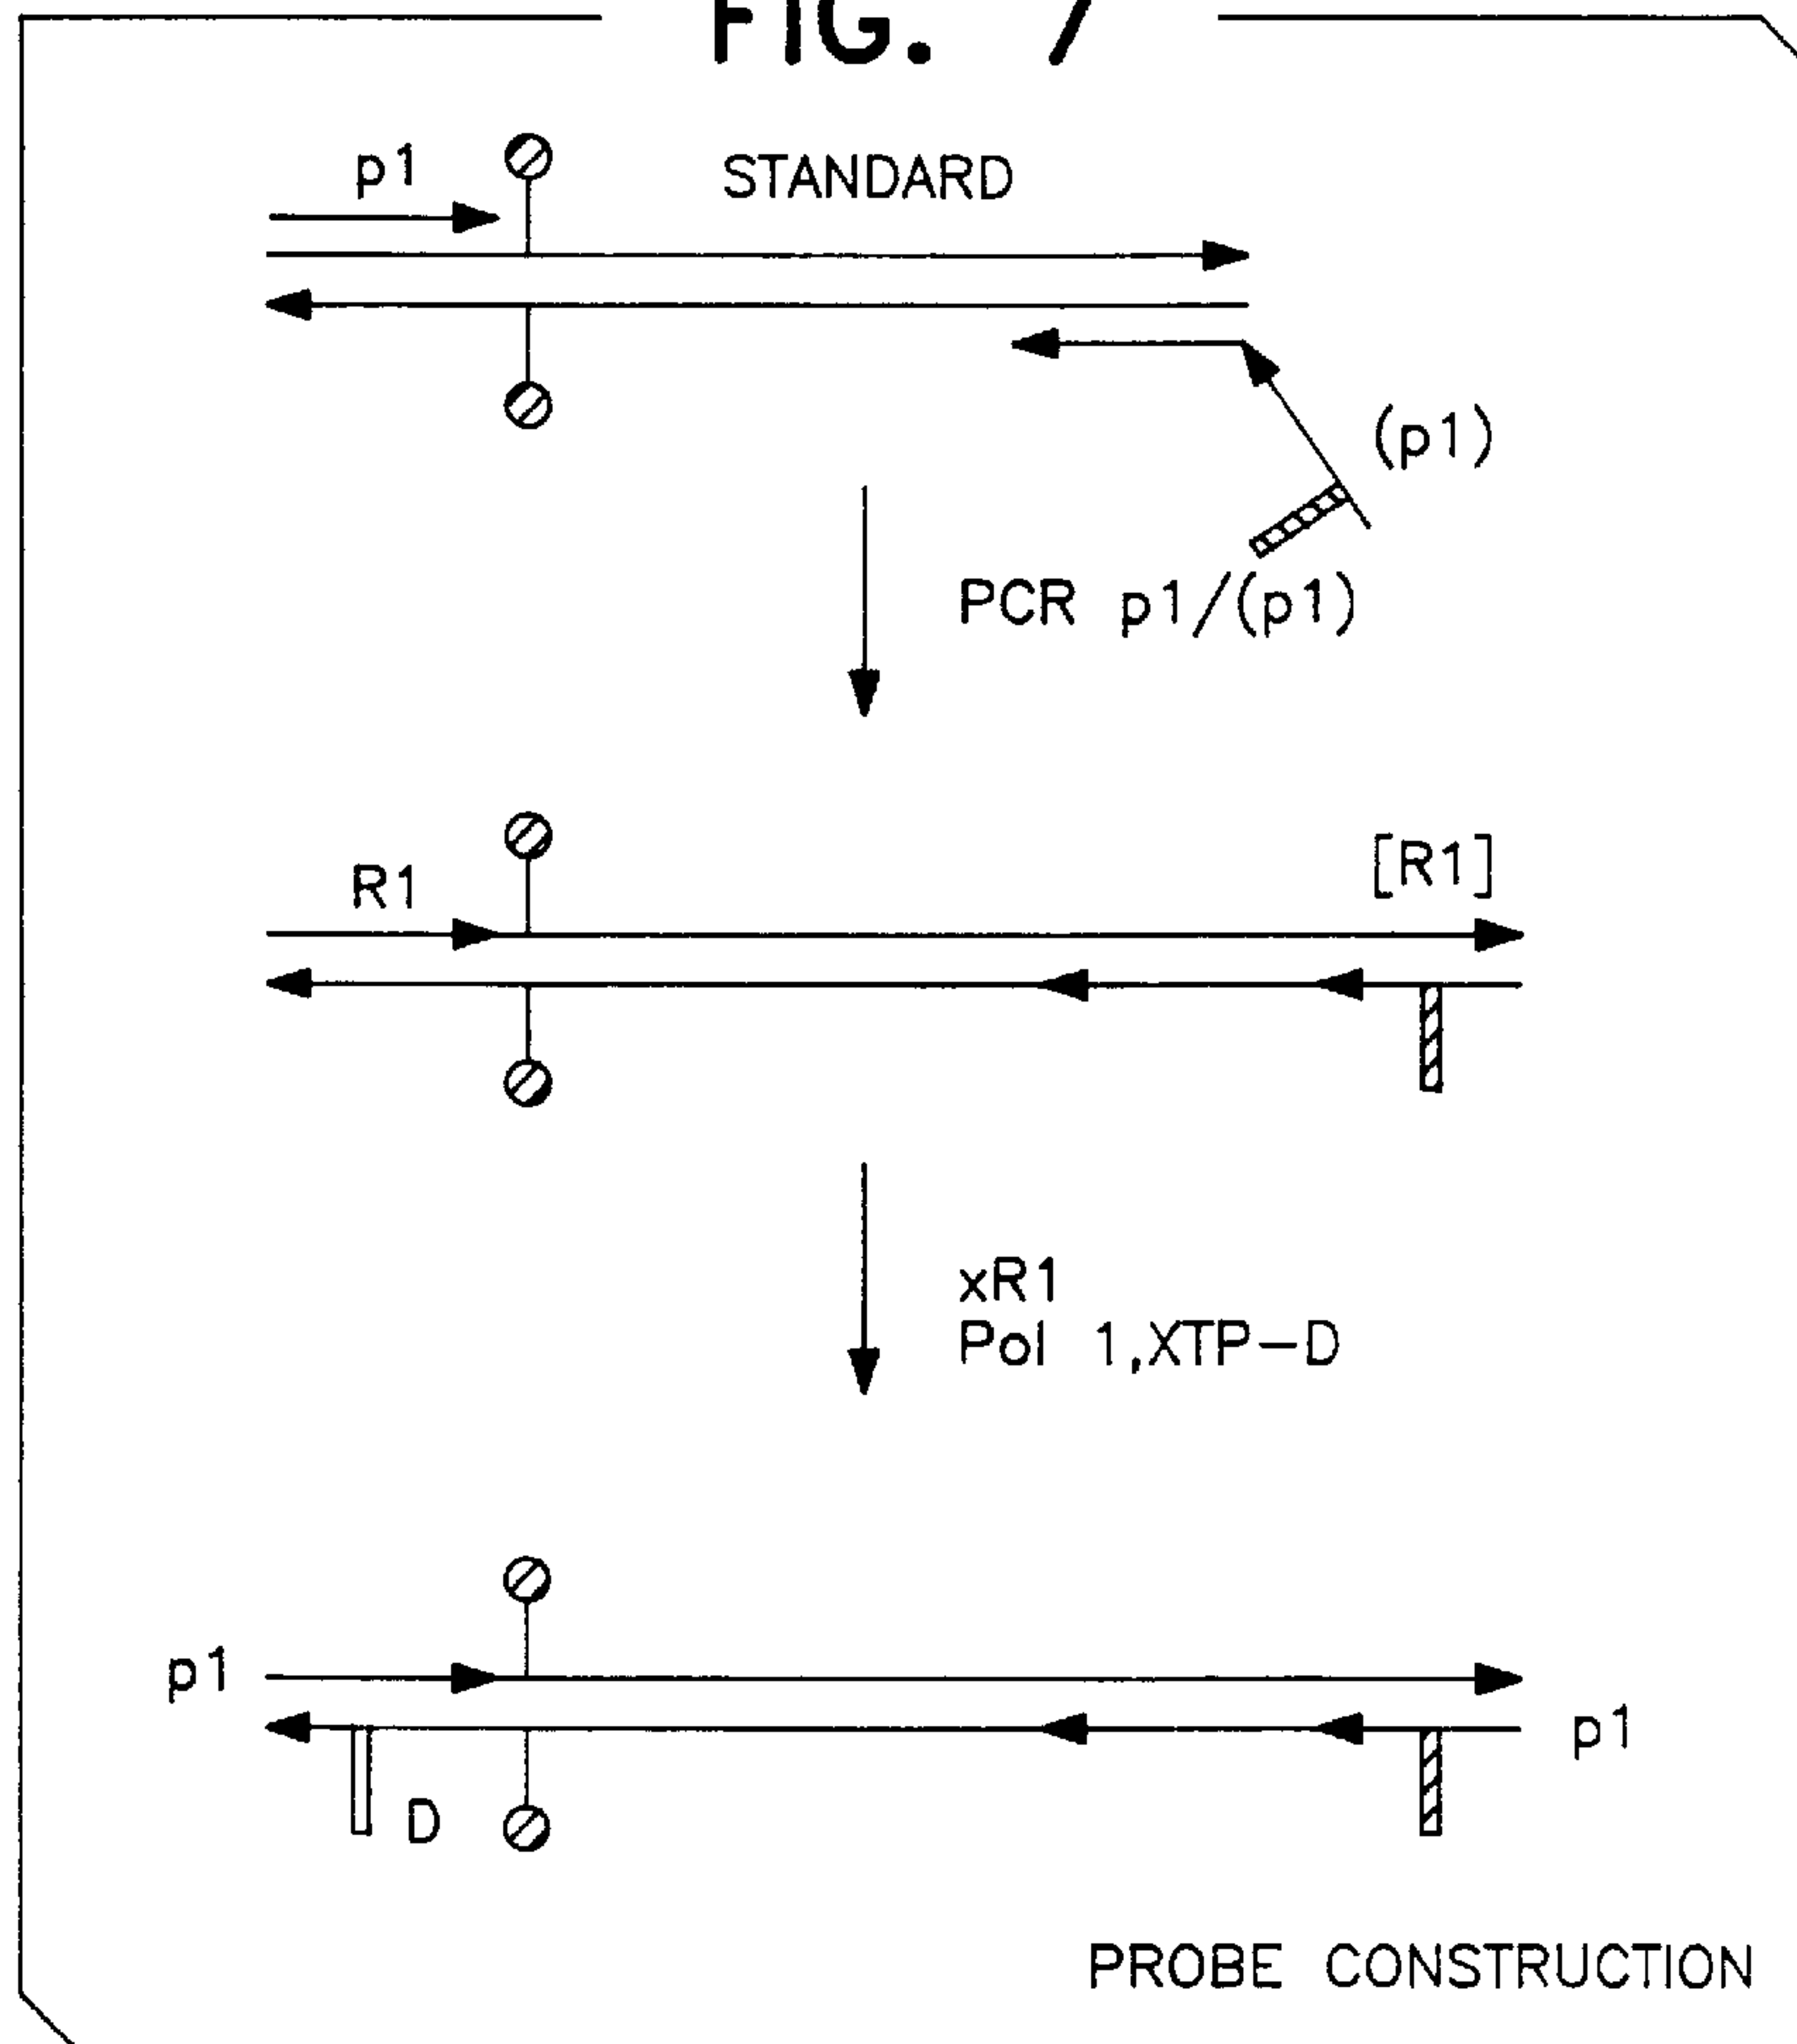 FIG. 7
p1
STANDARD
(p1)
PCR p1/(p1)
R1
[R1]
xR1
Pol 1,XTP-D
p1
p1
D
PROBE CONSTRUCTION